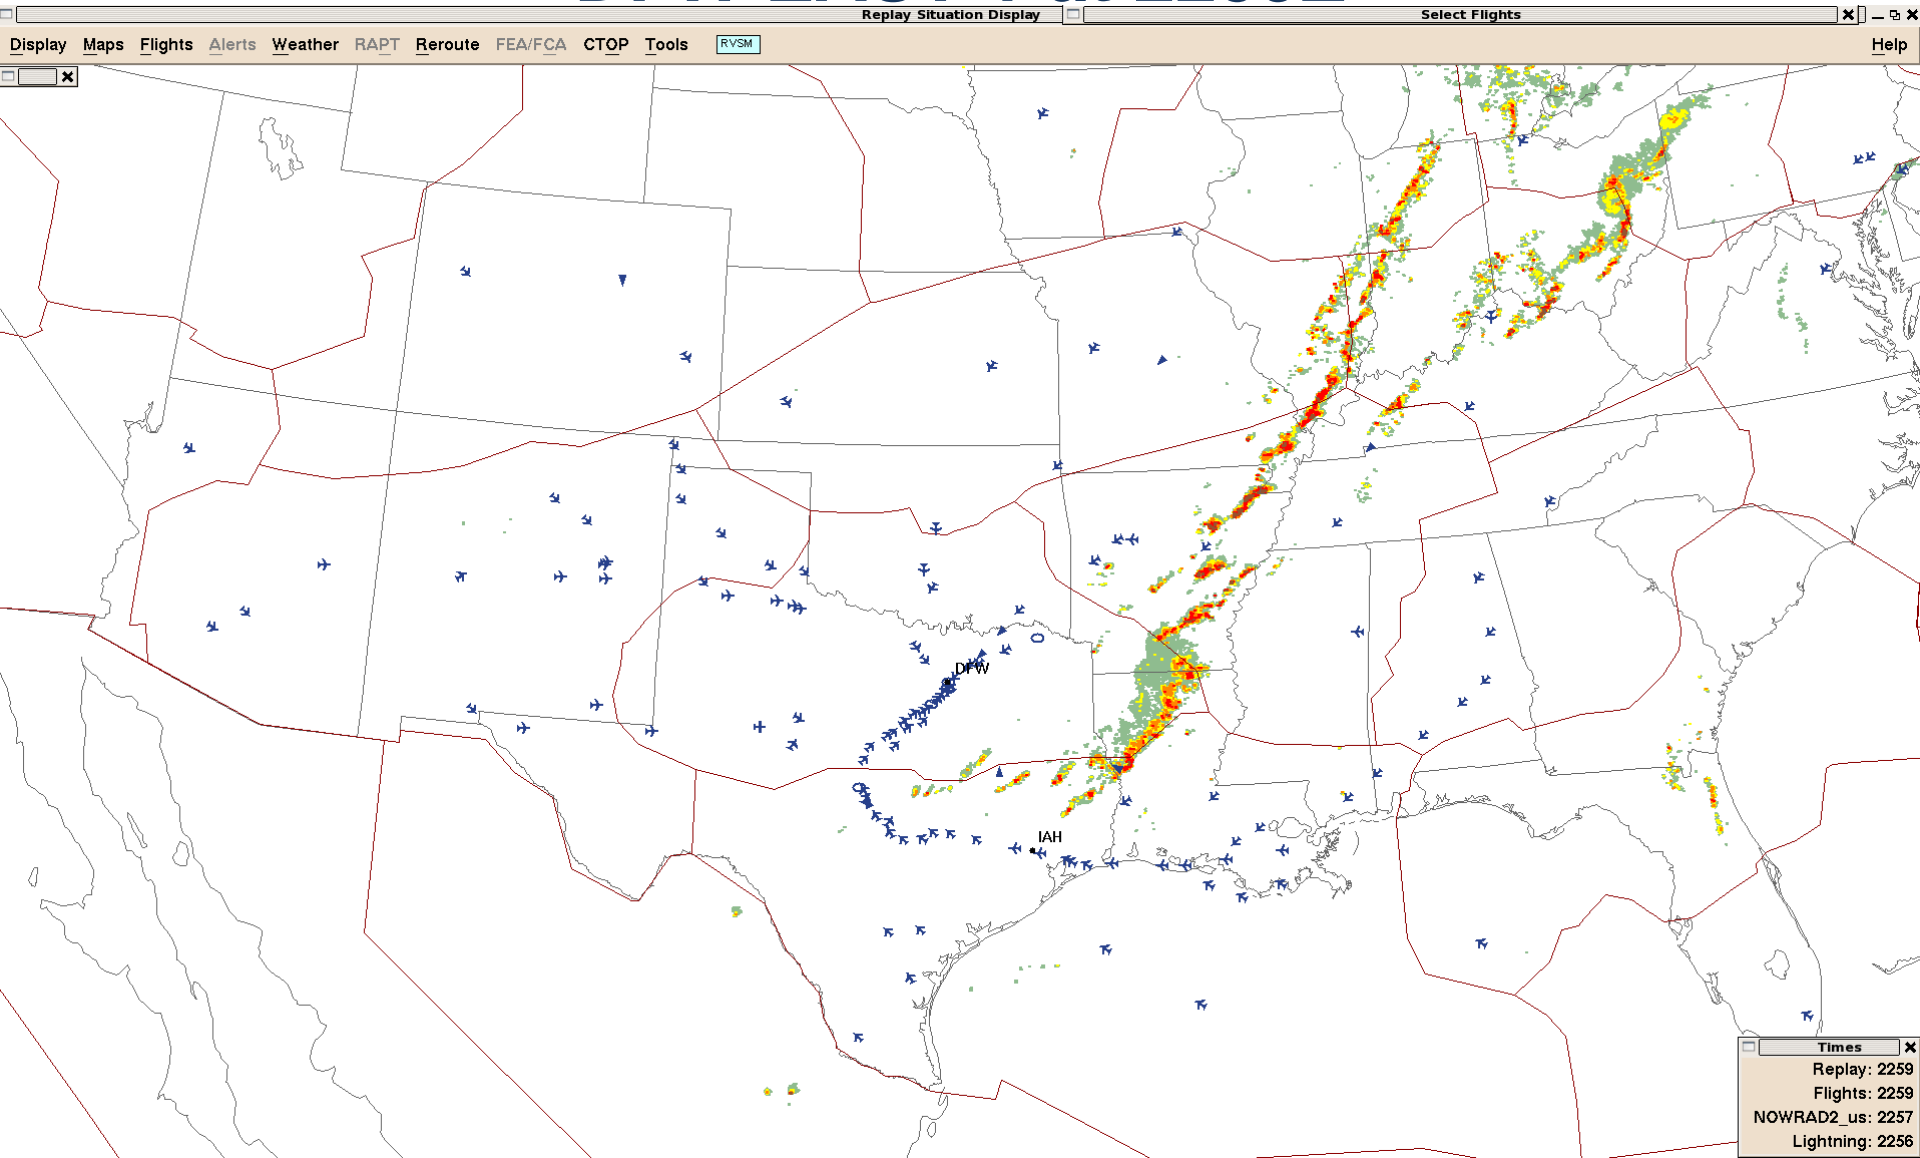 Replay Situation Display
Select Flights
Display Maps Flights Alerts Weather RAPT Reroute FEA/FCA CTOP Tools RVSM Help
DFW
IAH
Times
Replay: 2259
Flights: 2259
NOWRAD2_us: 2257
Lightning: 2256